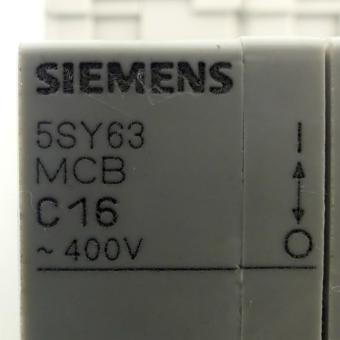 SIEMENS
5SY63
MCB
C16
~ 400V
I
O